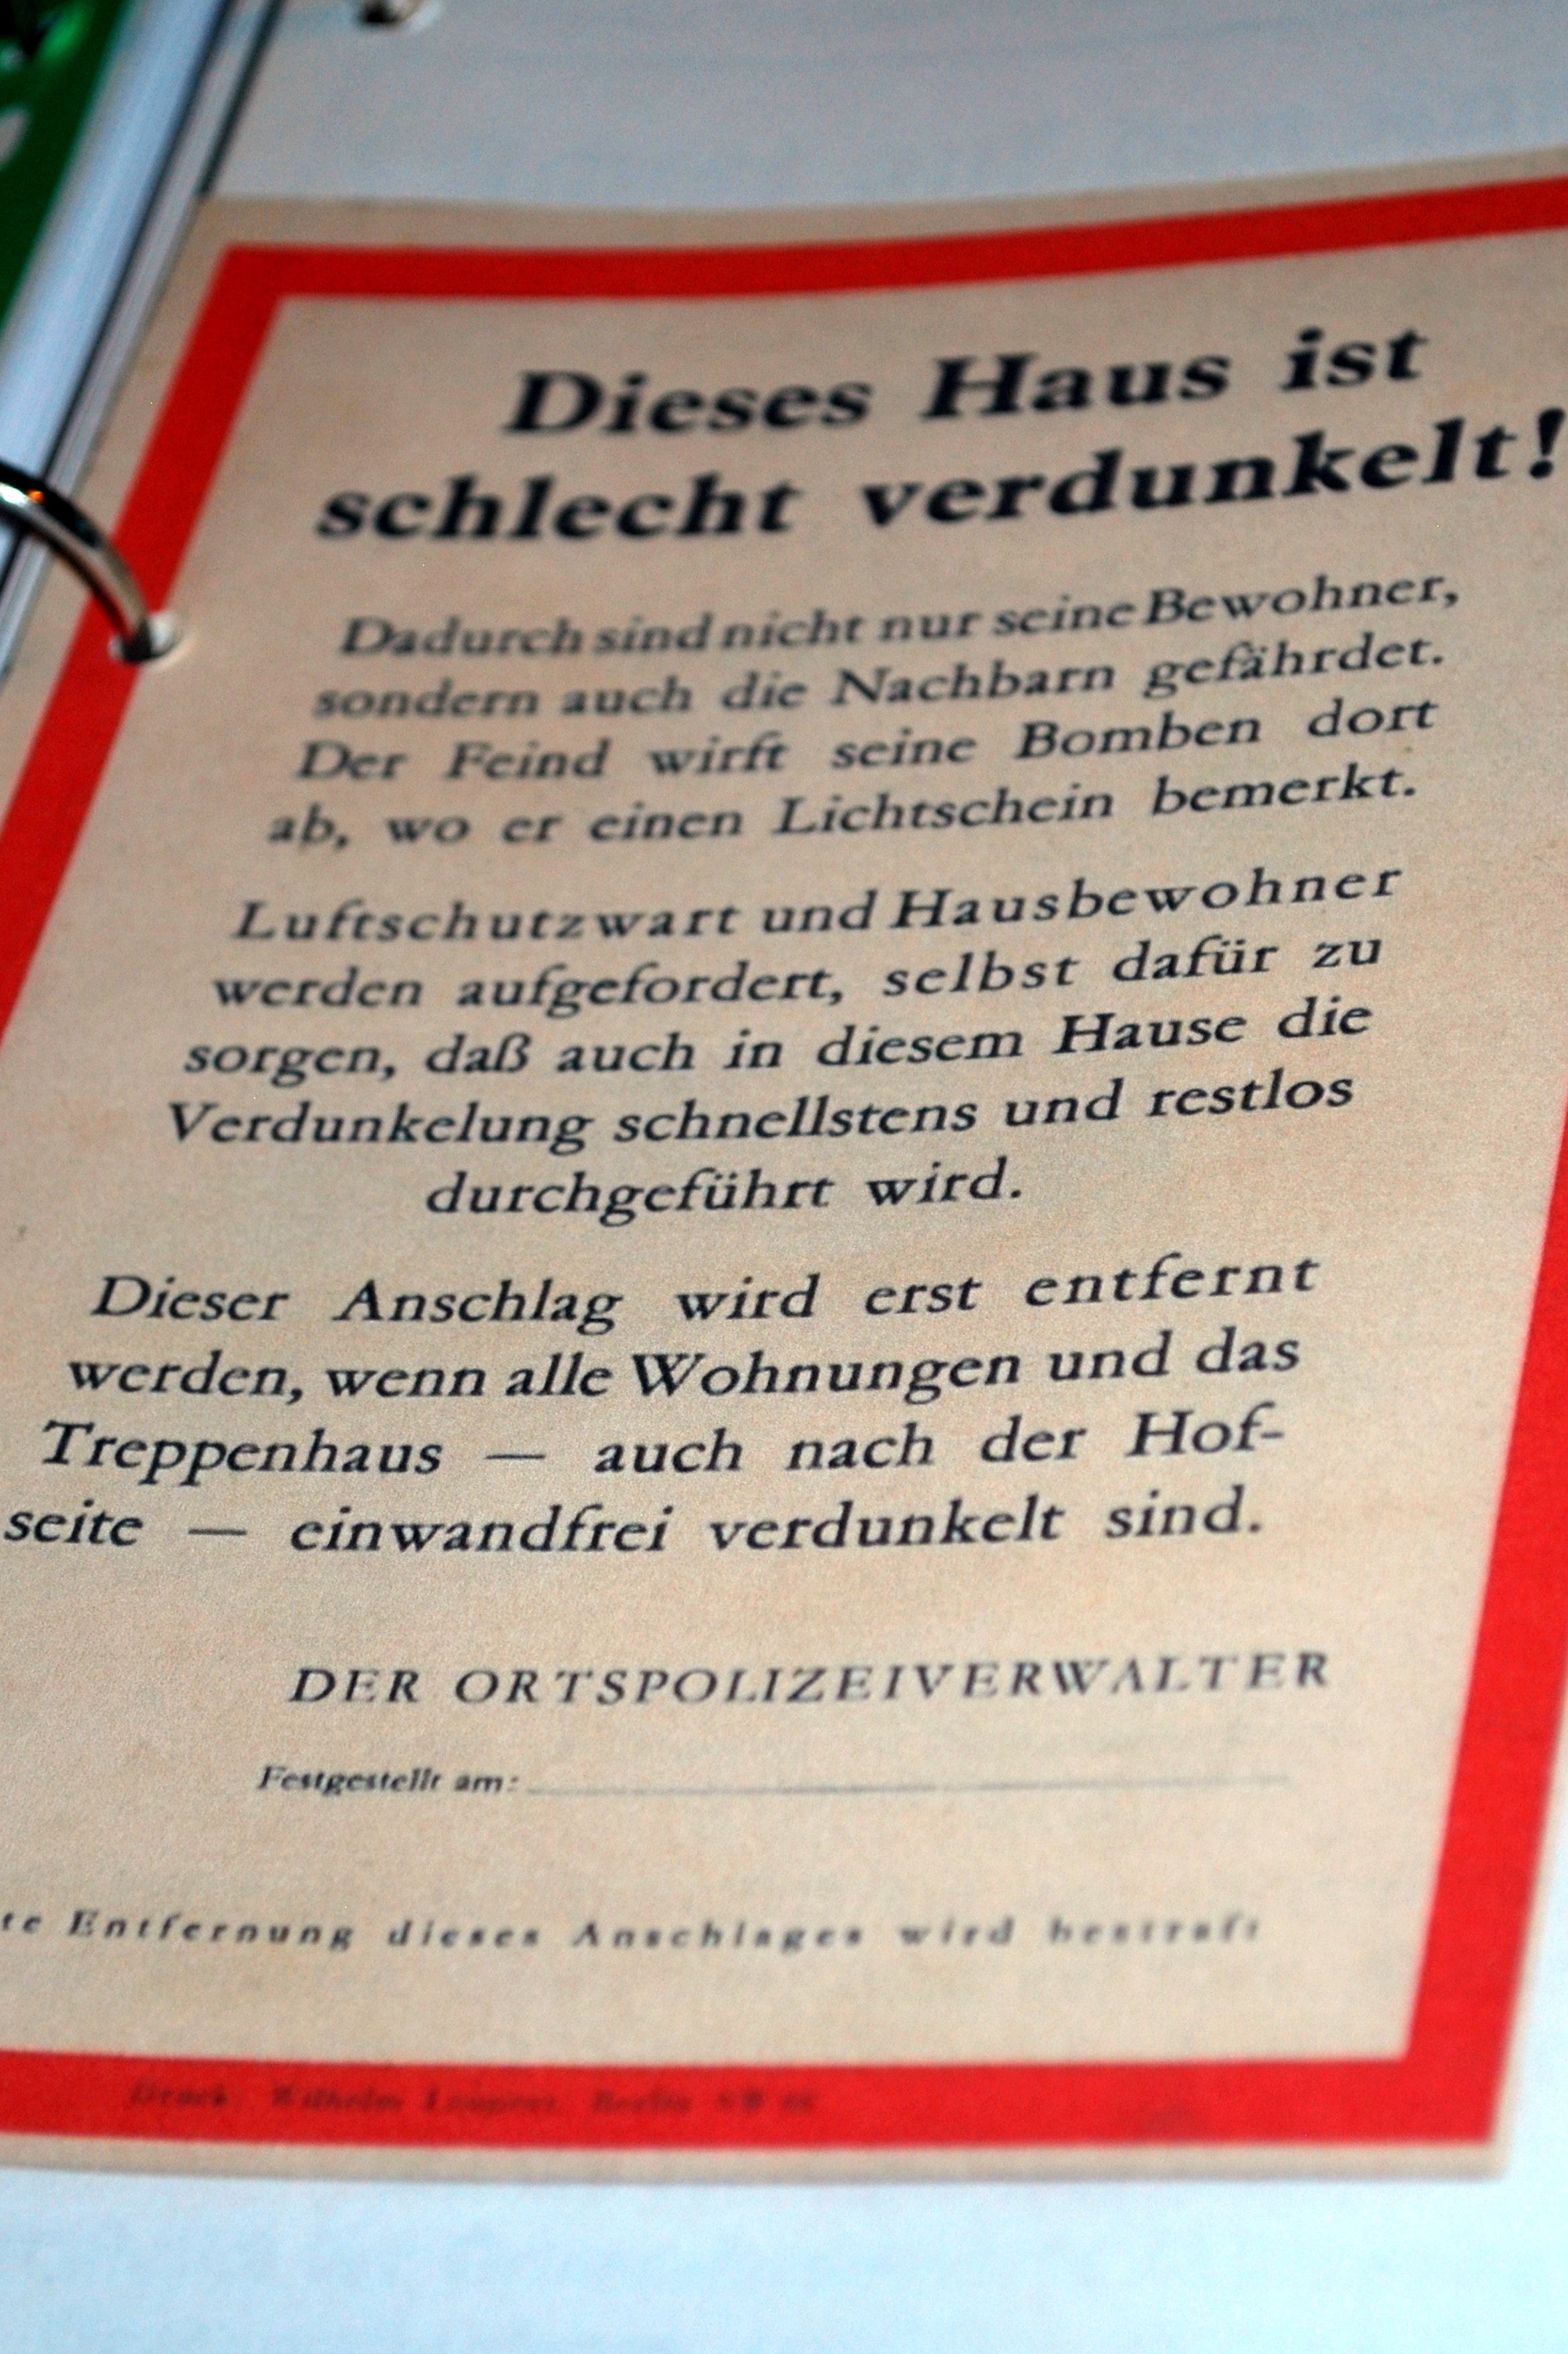 Dieses Haus ist
schlecht verdunkelt!
Dadurch sind nicht nur seine Bewohner,
sondern auch die Nachbarn gefährdet.
Der Feind wirft seine Bomben dort
ab, wo er einen Lichtschein bemerkt.
Luftschutzwart und Hausbewohner
werden aufgefordert, selbst dafür zu
sorgen, daß auch in diesem Hause die
Verdunkelung schnellstens und restlos
durchgeführt wird.
Dieser Anschlag wird erst entfernt
werden, wenn alle Wohnungen und das
Treppenhaus — auch nach der Hof-
seite — einwandfrei verdunkelt sind.
DER ORTSPOLIZEIVERWALTER
Festgestellt am:
te Entfernung dieses Anschlages wird bestraft
Druck: Wilhelm Berlin